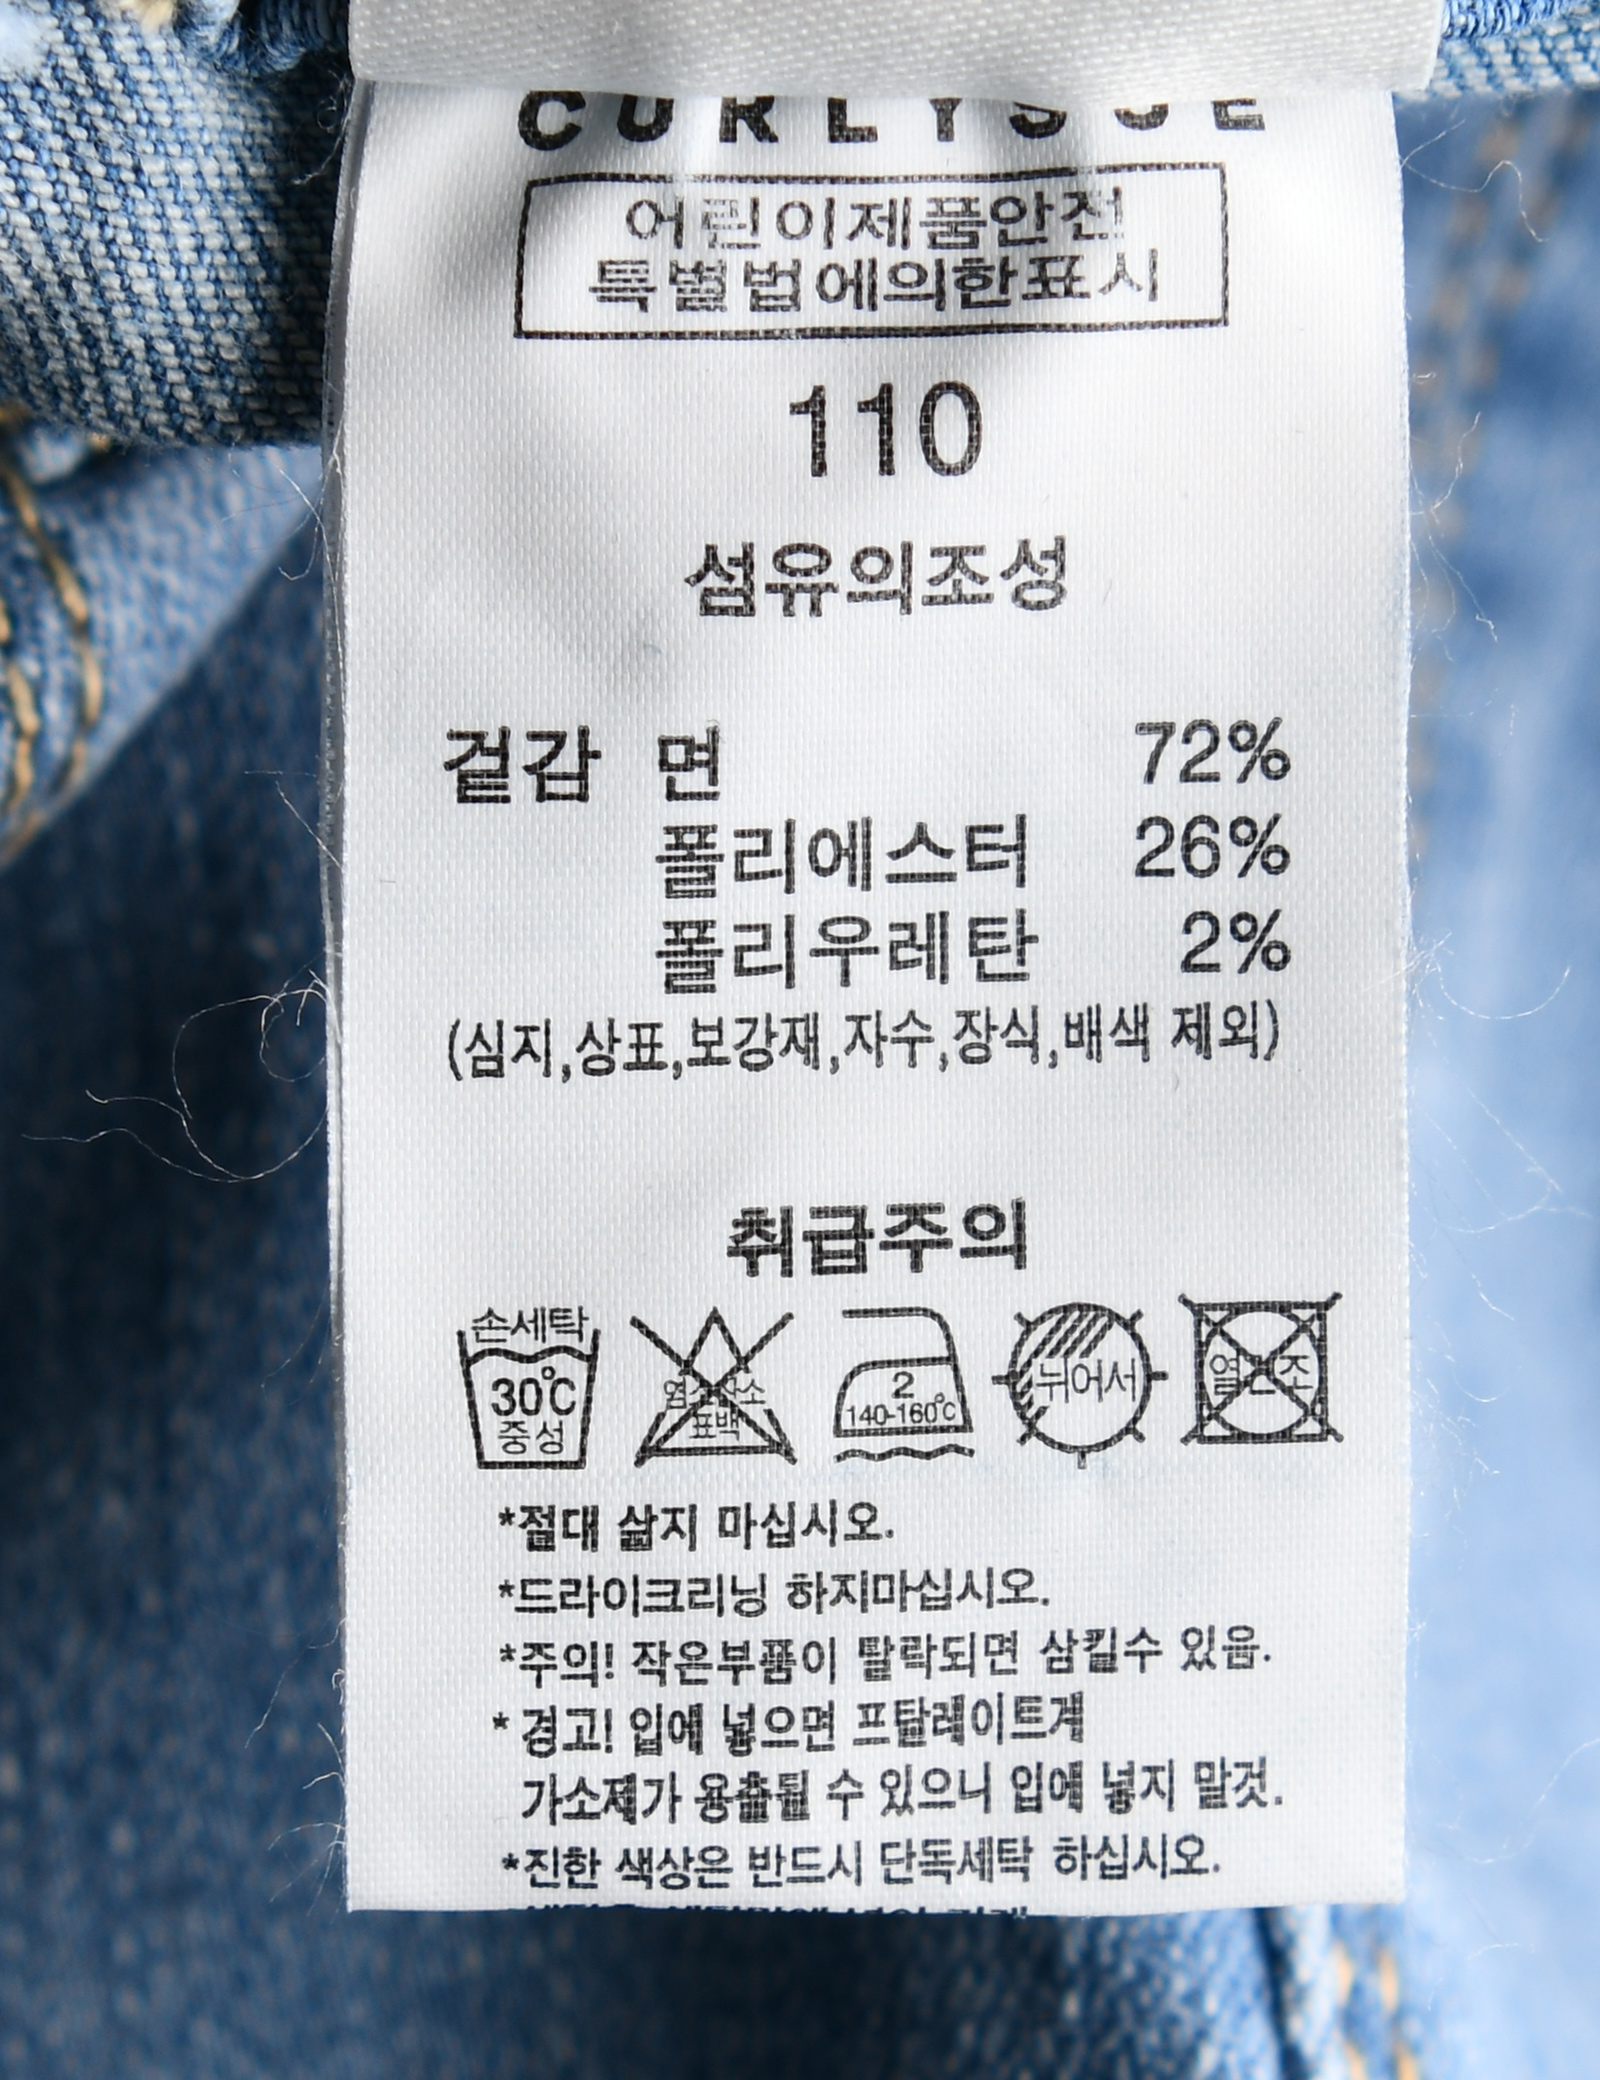 CURLYSUE
어린이제품안전
특별법에의한표시
110
섬유의조성
겉감 면 72%
폴리에스터 26%
폴리우레탄 2%
(심지,상표,보강재,자수,장식,배색 제외)
취급주의
손세탁
30℃
중성
염소산소
표백
2
140-160℃
뉘어서
열건조
*절대 삶지 마십시오.
*드라이크리닝 하지마십시오.
*주의! 작은부품이 탈락되면 삼킬수 있음.
* 경고! 입에 넣으면 프탈레이트계
가소제가 용출될 수 있으니 입에 넣지 말것.
*진한 색상은 반드시 단독세탁 하십시오.